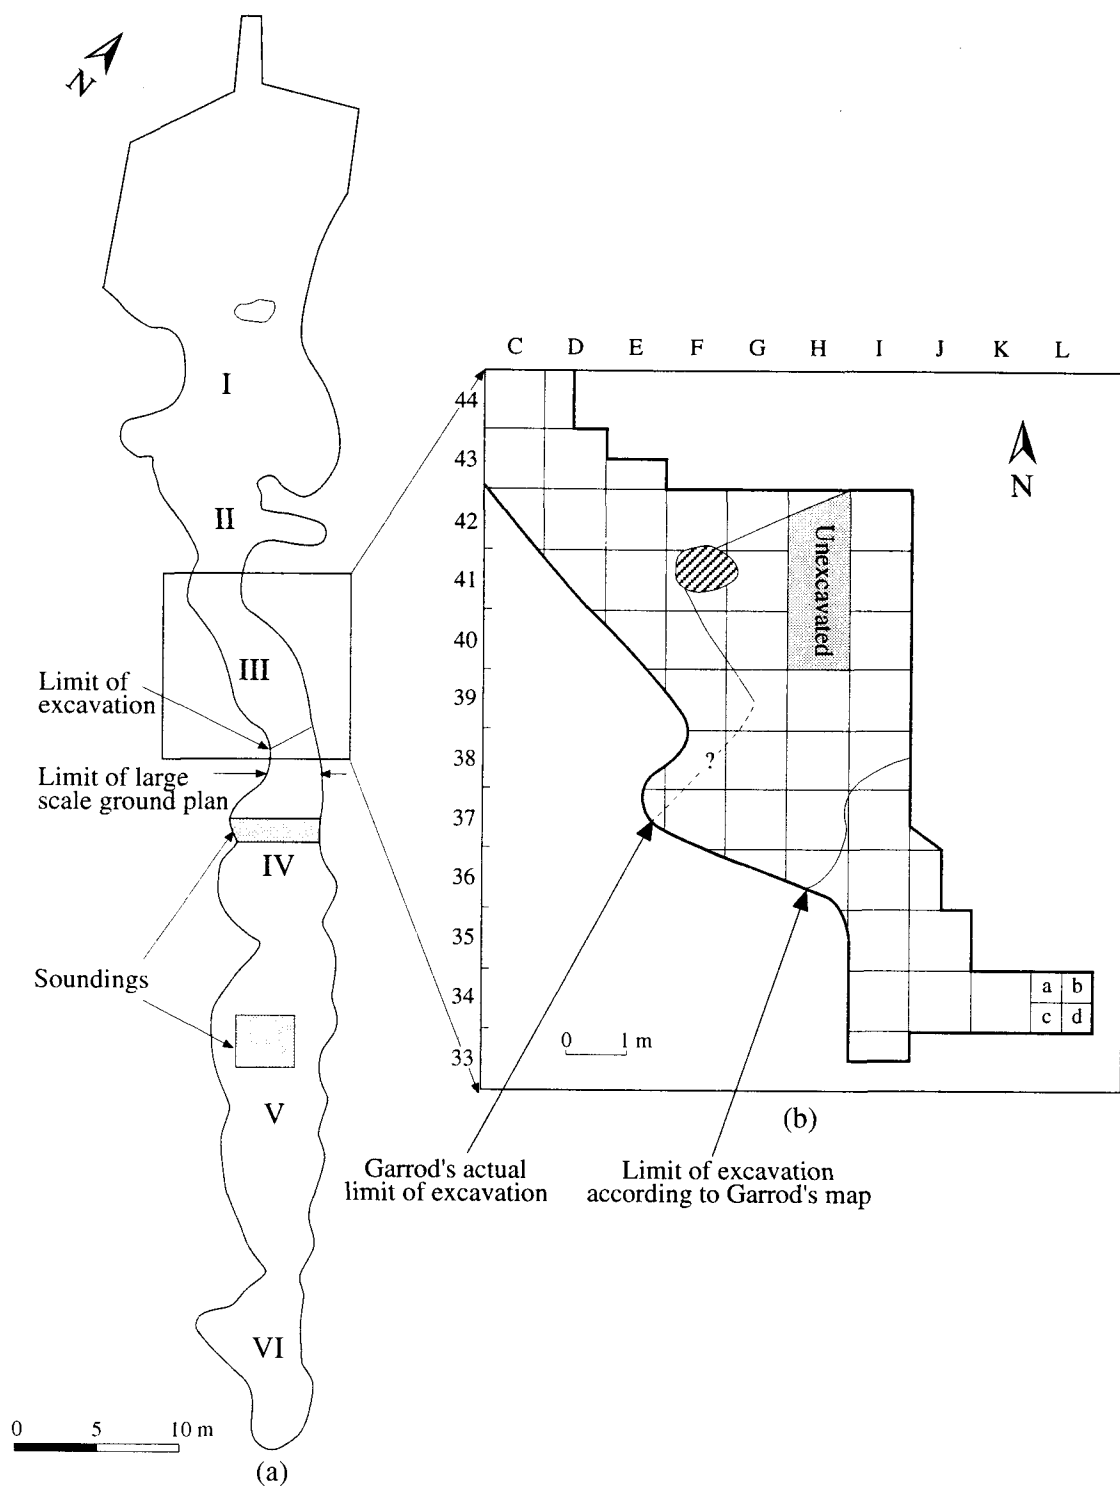 N
I
II
III
Limit of
excavation
Limit of large
scale ground plan
IV
Soundings
V
VI
0 5 10 m
(a)
C D E F G H I J K L
44
43
42
41
40
39
38
37
36
35
34
33
N
Unexcavated
?
a b
c d
0 1 m
(b)
Garrod's actual
limit of excavation
Limit of excavation
according to Garrod's map